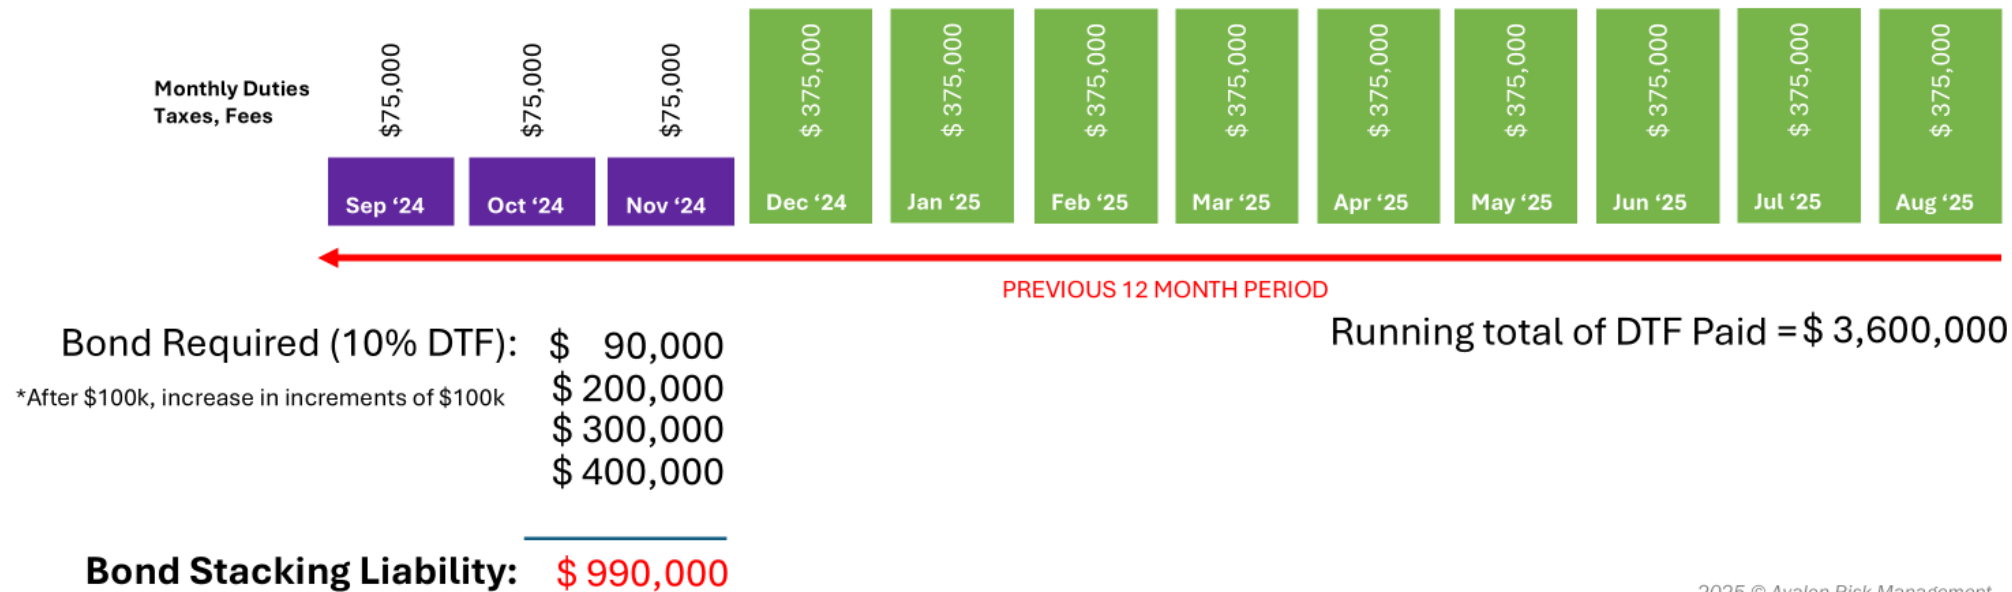 Monthly Duties
Taxes, Fees
$75,000
$75,000
$75,000
$ 375,000
$ 375,000
$ 375,000
$ 375,000
$ 375,000
$ 375,000
$ 375,000
$ 375,000
$ 375,000
Sep ‘24
Oct ‘24
Nov ‘24
Dec ‘24
Jan ‘25
Feb ‘25
Mar ‘25
Apr ‘25
May ‘25
Jun ‘25
Jul ‘25
Aug ‘25
PREVIOUS 12 MONTH PERIOD
Running total of DTF Paid = $ 3,600,000
Bond Required (10% DTF): $ 90,000
*After $100k, increase in increments of $100k
$ 200,000
$ 300,000
$ 400,000
Bond Stacking Liability: $ 990,000
2025 © Avalon Risk Management